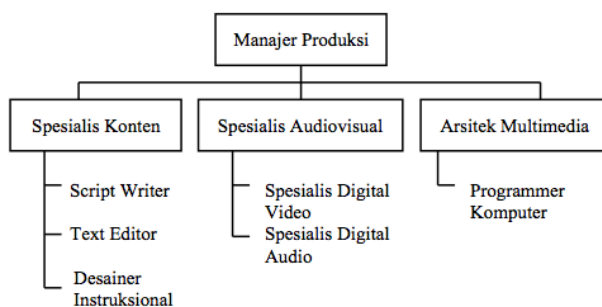 Manajer Produksi
Spesialis Konten
Spesialis Audiovisual
Arsitek Multimedia
Script Writer
Text Editor
Desainer
Instruksional
Spesialis Digital
Video
Spesialis Digital
Audio
Programmer
Komputer